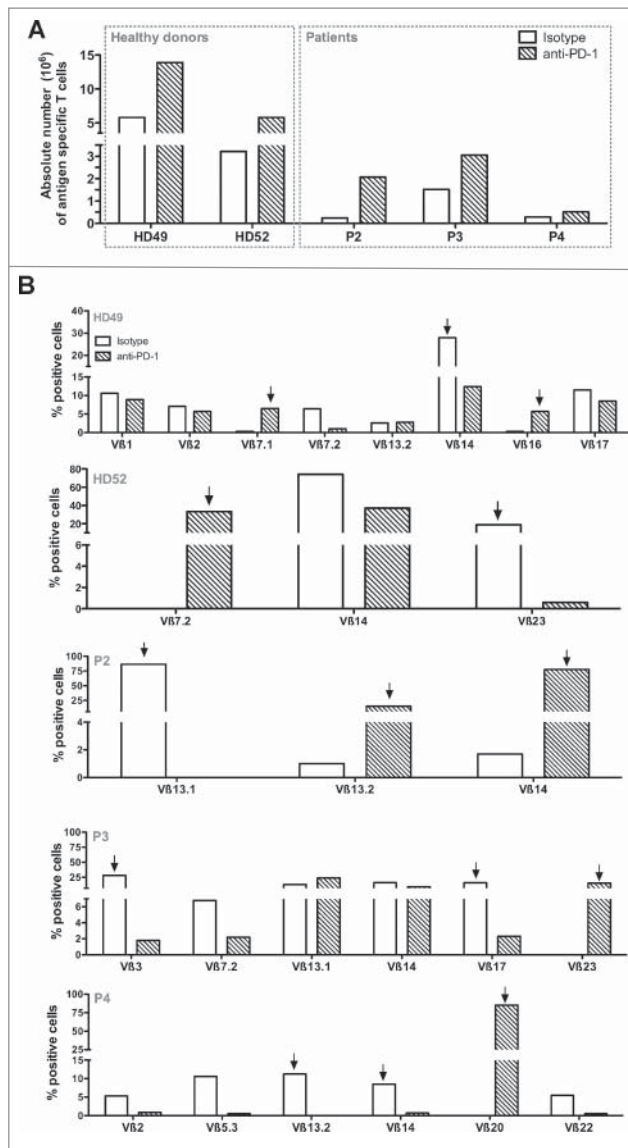 A
Healthy donors
Patients
Isotype
anti-PD-1
Absolute number (10⁶)
of antigen specific T cells
15
10
5
3
2
1
0
HD49
HD52
P2
P3
P4
B
HD49
Isotype
anti-PD-1
% positive cells
40
30
20
15
10
5
0
Vß1
Vß2
Vß7.1
Vß7.2
Vß13.2
Vß14
Vß16
Vß17
HD52
% positive cells
80
60
40
20
6
4
2
0
Vß7.2
Vß14
Vß23
P2
% positive cells
100
75
50
25
4
2
0
Vß13.1
Vß13.2
Vß14
P3
% positive cells
100
75
50
25
6
4
2
0
Vß3
Vß7.2
Vß13.1
Vß14
Vß17
Vß23
P4
% positive cells
100
75
50
25
15
10
5
0
Vß2
Vß5.3
Vß13.2
Vß14
Vß20
Vß22